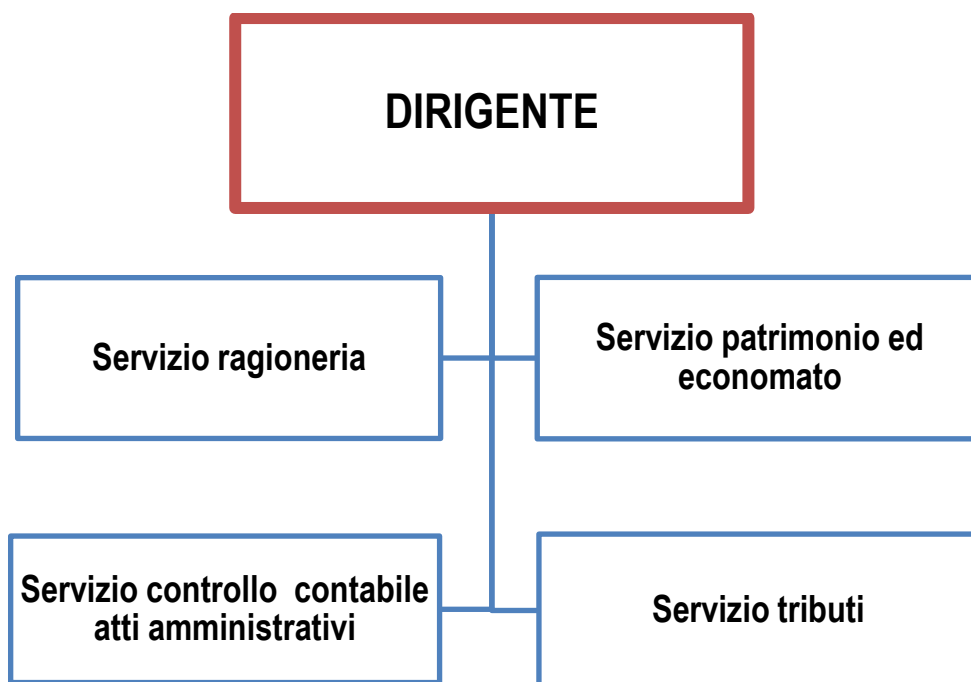 DIRIGENTE
Servizio ragioneria
Servizio patrimonio ed
economato
Servizio controllo  contabile
atti amministrativi
Servizio tributi